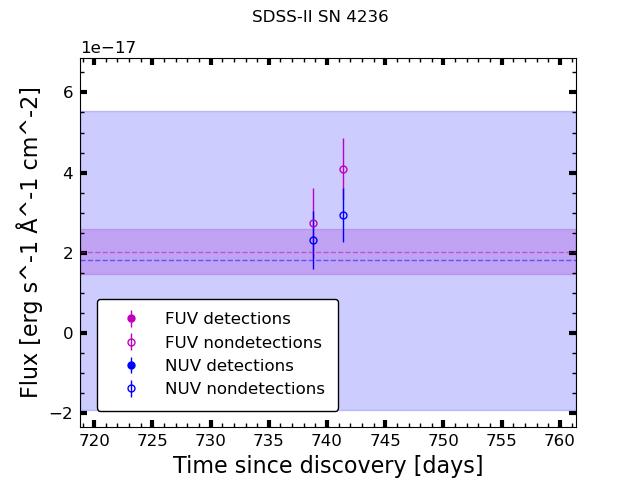 SDSS-II SN 4236
1e−17
6
4
2
0
−2
Flux [erg s^-1 Å^-1 cm^-2]
FUV detections
FUV nondetections
NUV detections
NUV nondetections
720 725 730 735 740 745 750 755 760
Time since discovery [days]